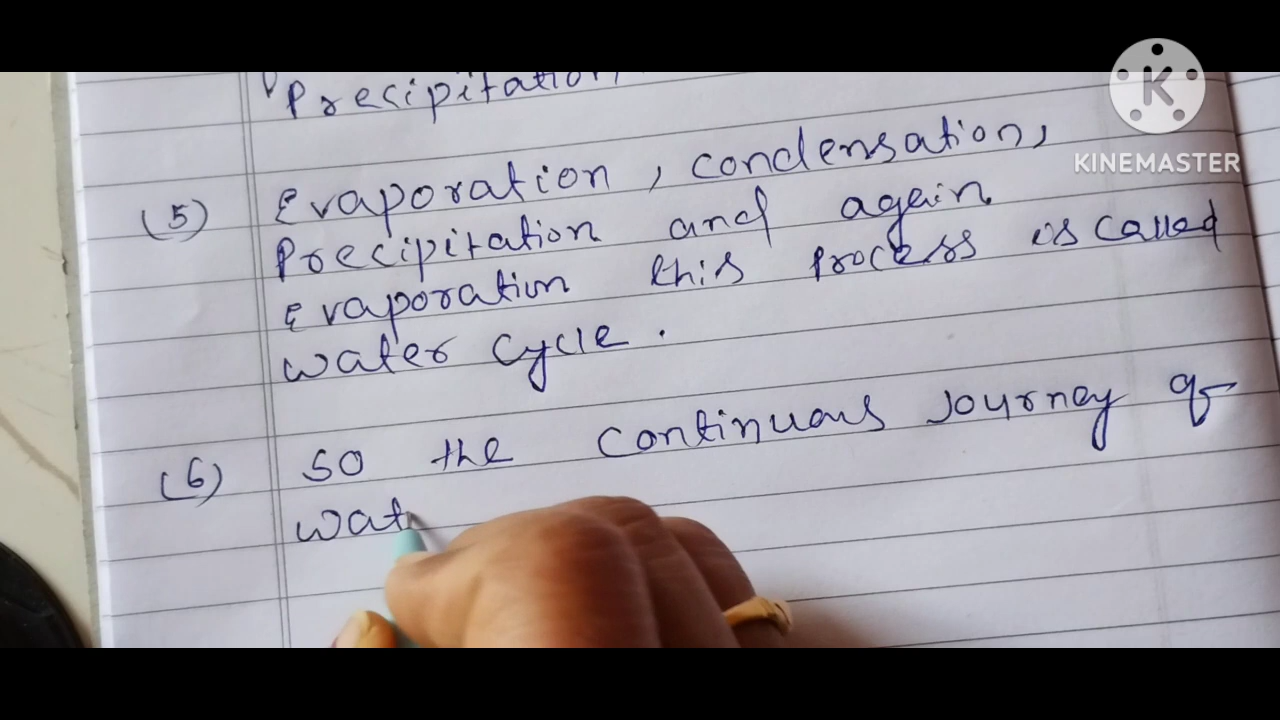 Precipitation,
K
KINEMASTER
(5) Evaporation, condensation,
Precipitation and again
Evaporation this process is called
water cycle.
(6) so the continuous Journey of
wat